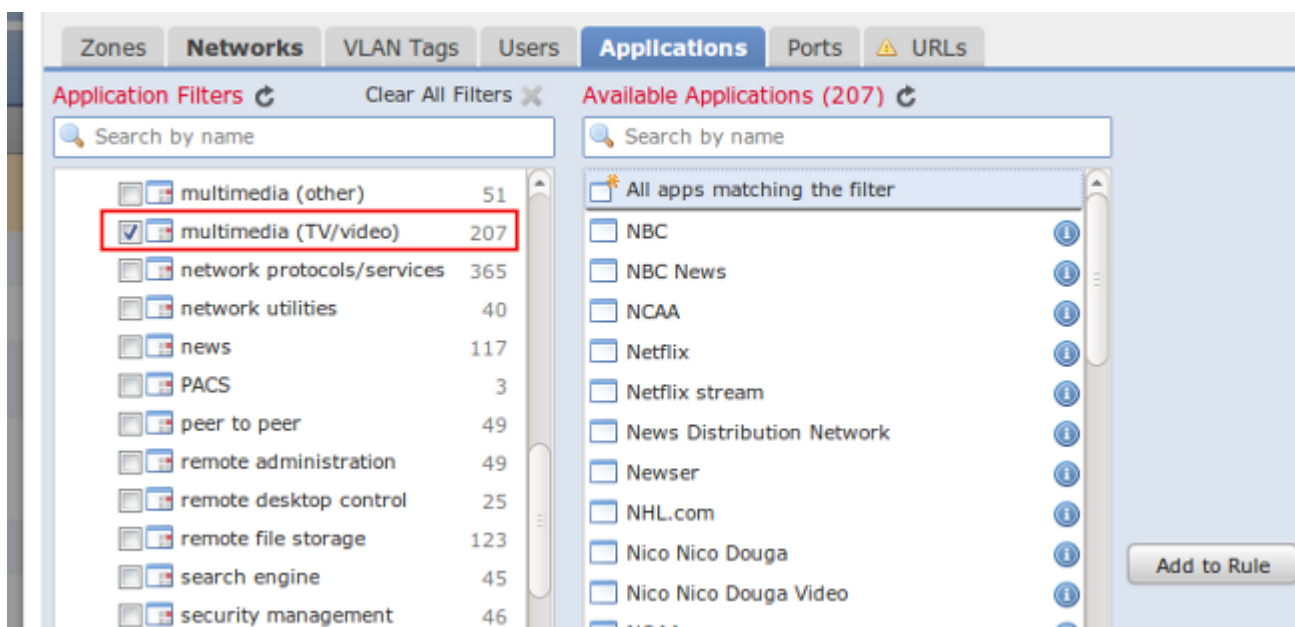 Zones Networks VLAN Tags Users Applications Ports URLs
Application Filters Clear All Filters
Search by name
multimedia (other) 51
multimedia (TV/video) 207
network protocols/services 365
network utilities 40
news 117
PACS 3
peer to peer 49
remote administration 49
remote desktop control 25
remote file storage 123
search engine 45
security management 46
Available Applications (207)
Search by name
All apps matching the filter
NBC
NBC News
NCAA
Netflix
Netflix stream
News Distribution Network
Newser
NHL.com
Nico Nico Douga
Nico Nico Douga Video
Add to Rule